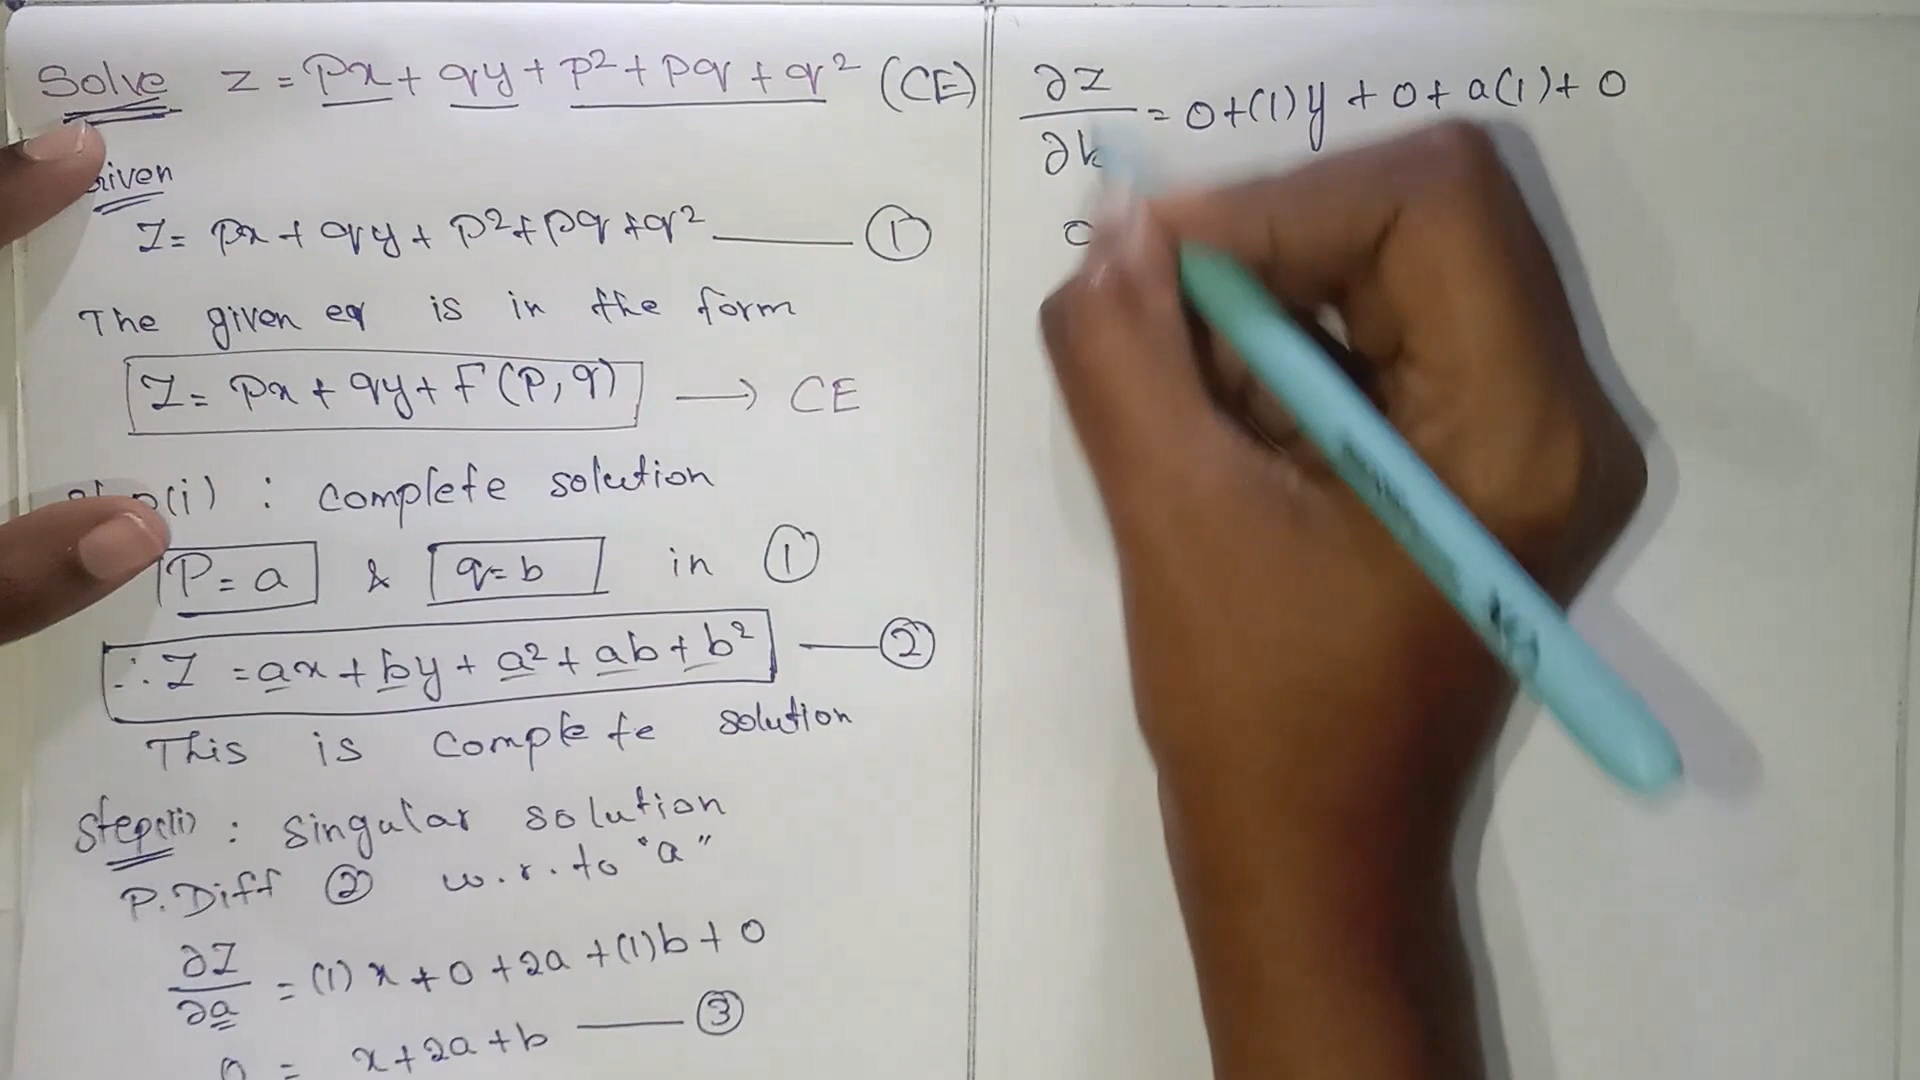 Solve z = px + qy + p² + pq + q² (CE)
Given
Z = px + qy + p² + pq + q² —— ①
The given eq is in the form
Z = px + qy + F (P, q) → CE
step(i) : complete solution
P = a & q = b in ①
∴ Z = ax + by + a² + ab + b² —— ②
This is complete solution
Step(ii) : singular solution
P. Diff ② w.r.to "a"
∂Z/∂a = (1) x + 0 + 2a + (1)b + 0
0 = x + 2a + b —— ③
∂Z/∂b = 0 + (1) y + 0 + a(1) + 0
0